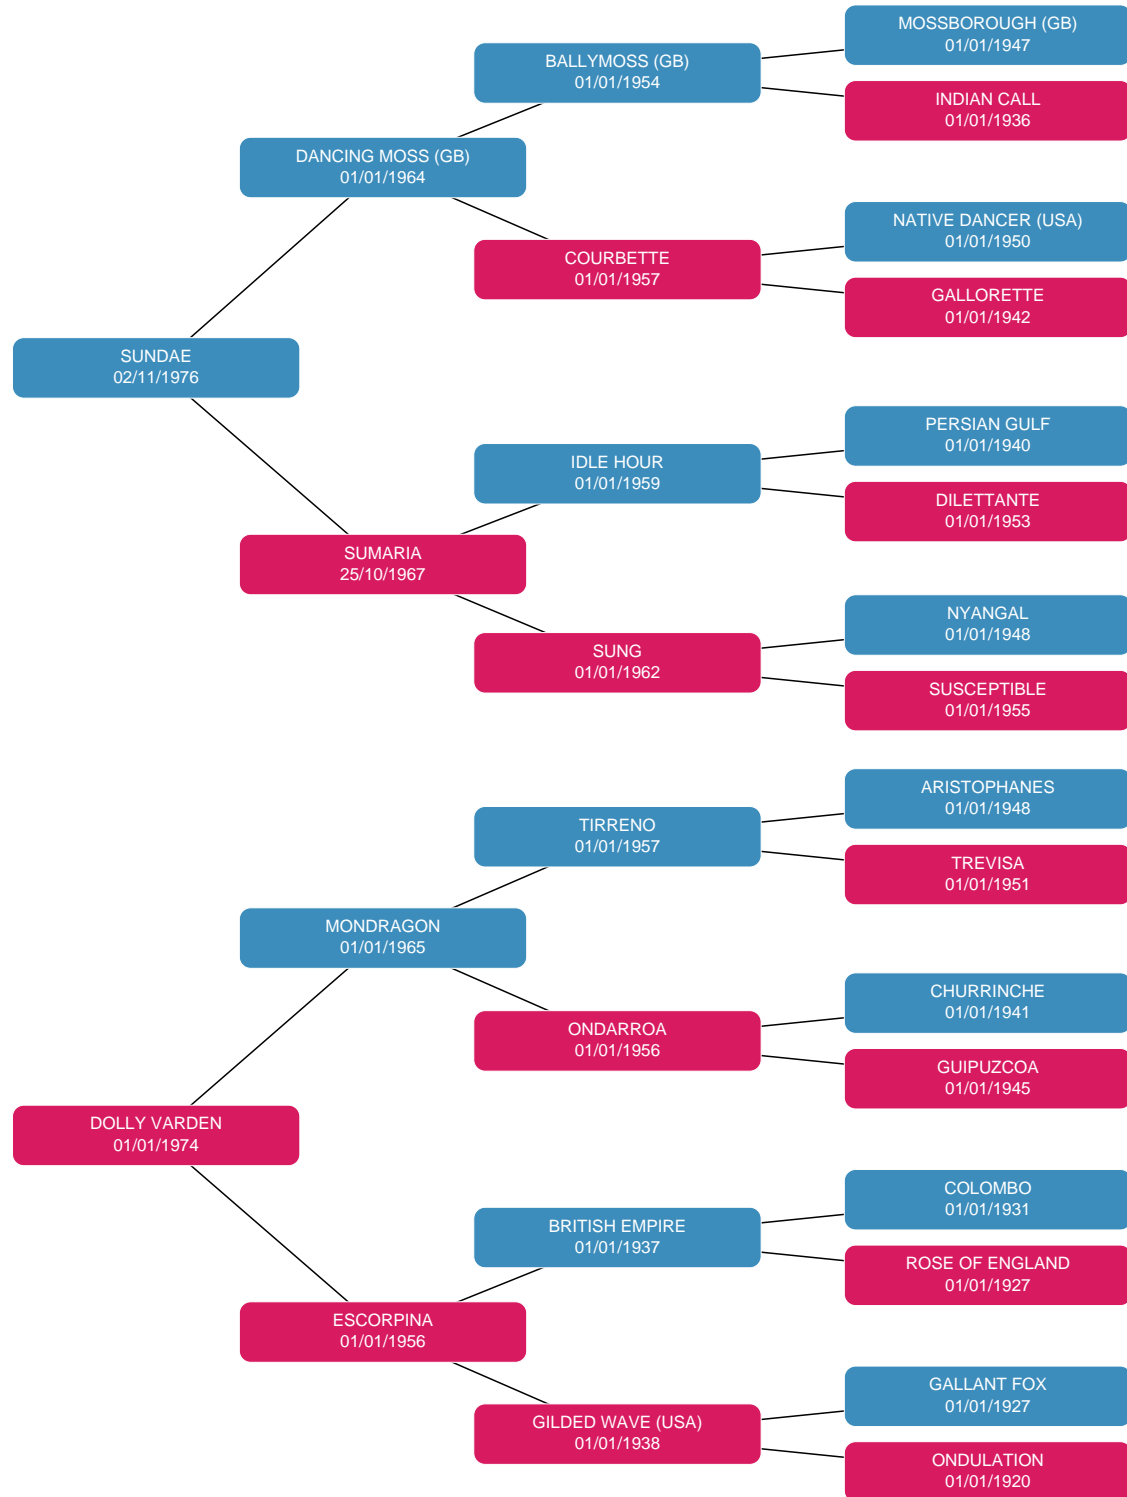 MOSSBOROUGH (GB)
01/01/1947
BALLYMOSS (GB)
01/01/1954
INDIAN CALL
01/01/1936
DANCING MOSS (GB)
01/01/1964
NATIVE DANCER (USA)
01/01/1950
COURBETTE
01/01/1957
GALLORETTE
01/01/1942
SUNDAE
02/11/1976
PERSIAN GULF
01/01/1940
IDLE HOUR
01/01/1959
DILETTANTE
01/01/1953
SUMARIA
25/10/1967
NYANGAL
01/01/1948
SUNG
01/01/1962
SUSCEPTIBLE
01/01/1955
ARISTOPHANES
01/01/1948
TIRRENO
01/01/1957
TREVISA
01/01/1951
MONDRAGON
01/01/1965
CHURRINCHE
01/01/1941
ONDARROA
01/01/1956
GUIPUZCOA
01/01/1945
DOLLY VARDEN
01/01/1974
COLOMBO
01/01/1931
BRITISH EMPIRE
01/01/1937
ROSE OF ENGLAND
01/01/1927
ESCORPINA
01/01/1956
GALLANT FOX
01/01/1927
GILDED WAVE (USA)
01/01/1938
ONDULATION
01/01/1920